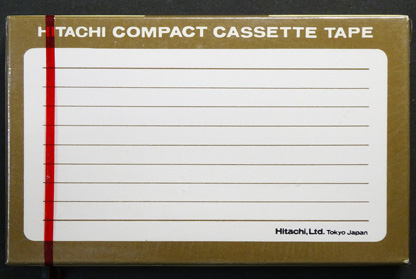 HITACHI COMPACT CASSETTE TAPE
Hitachi, Ltd. Tokyo Japan